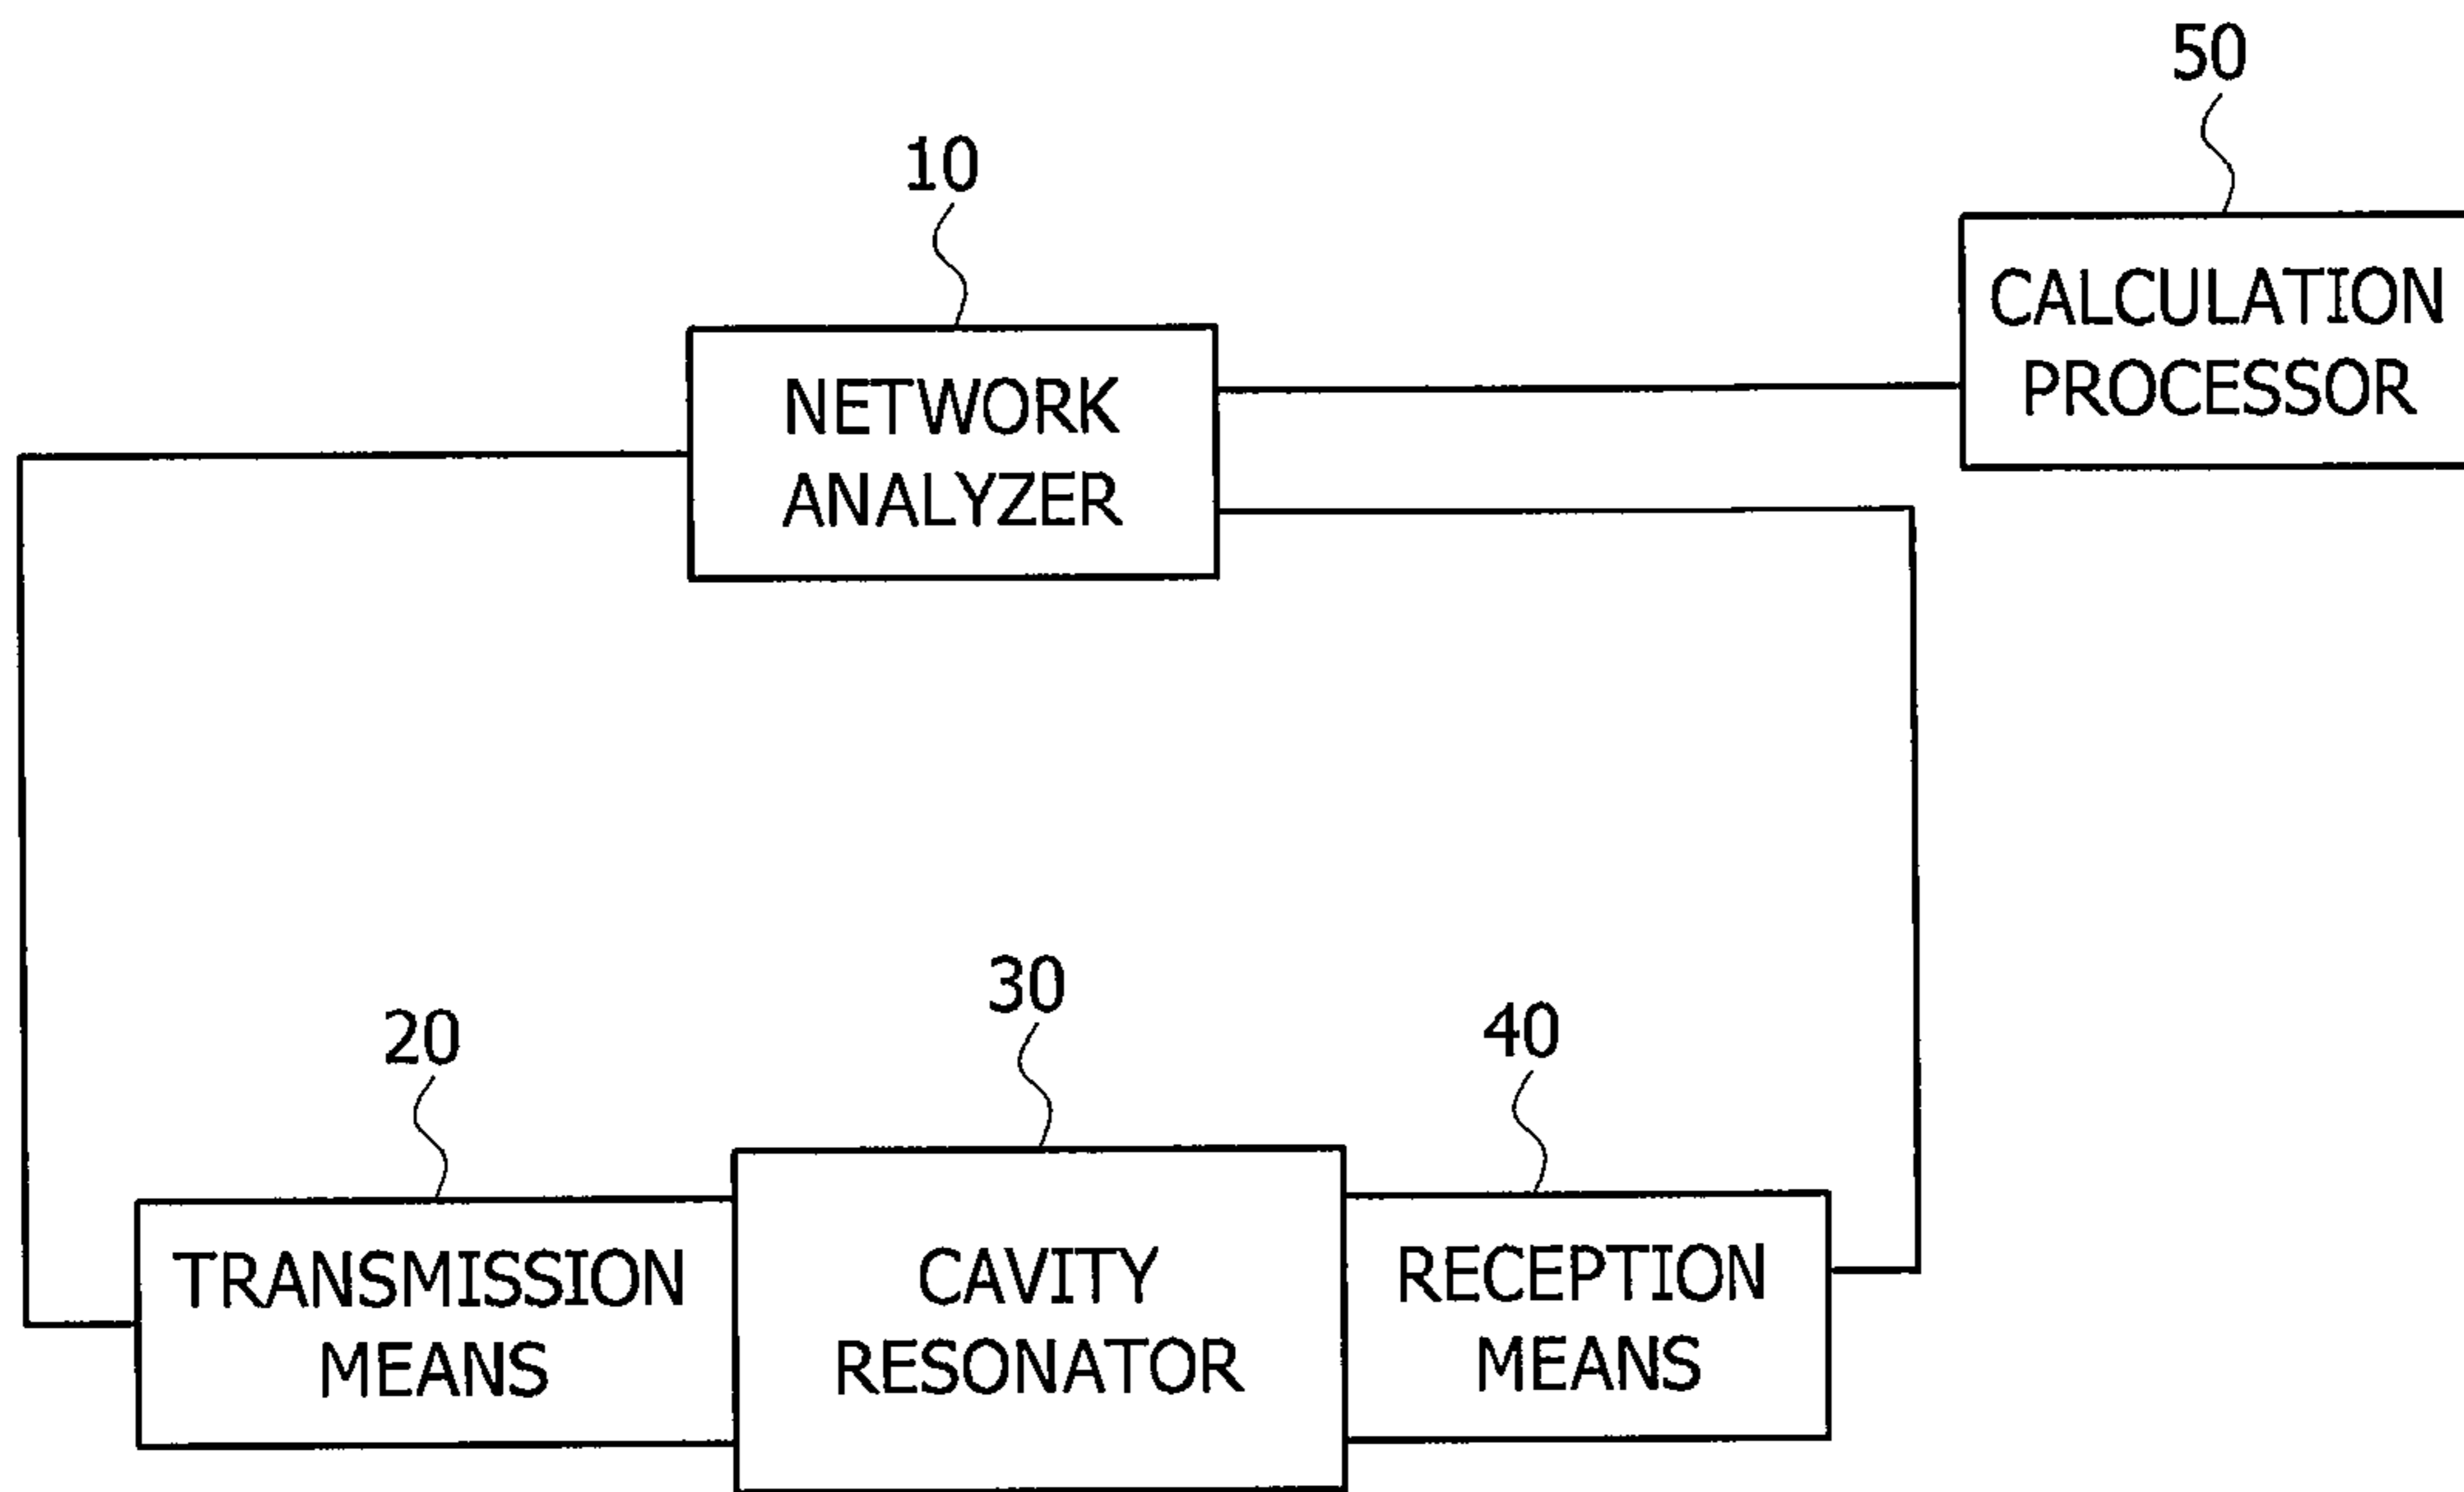 50
10
CALCULATION
PROCESSOR
NETWORK
ANALYZER
30
20
40
TRANSMISSION
MEANS
CAVITY
RESONATOR
RECEPTION
MEANS